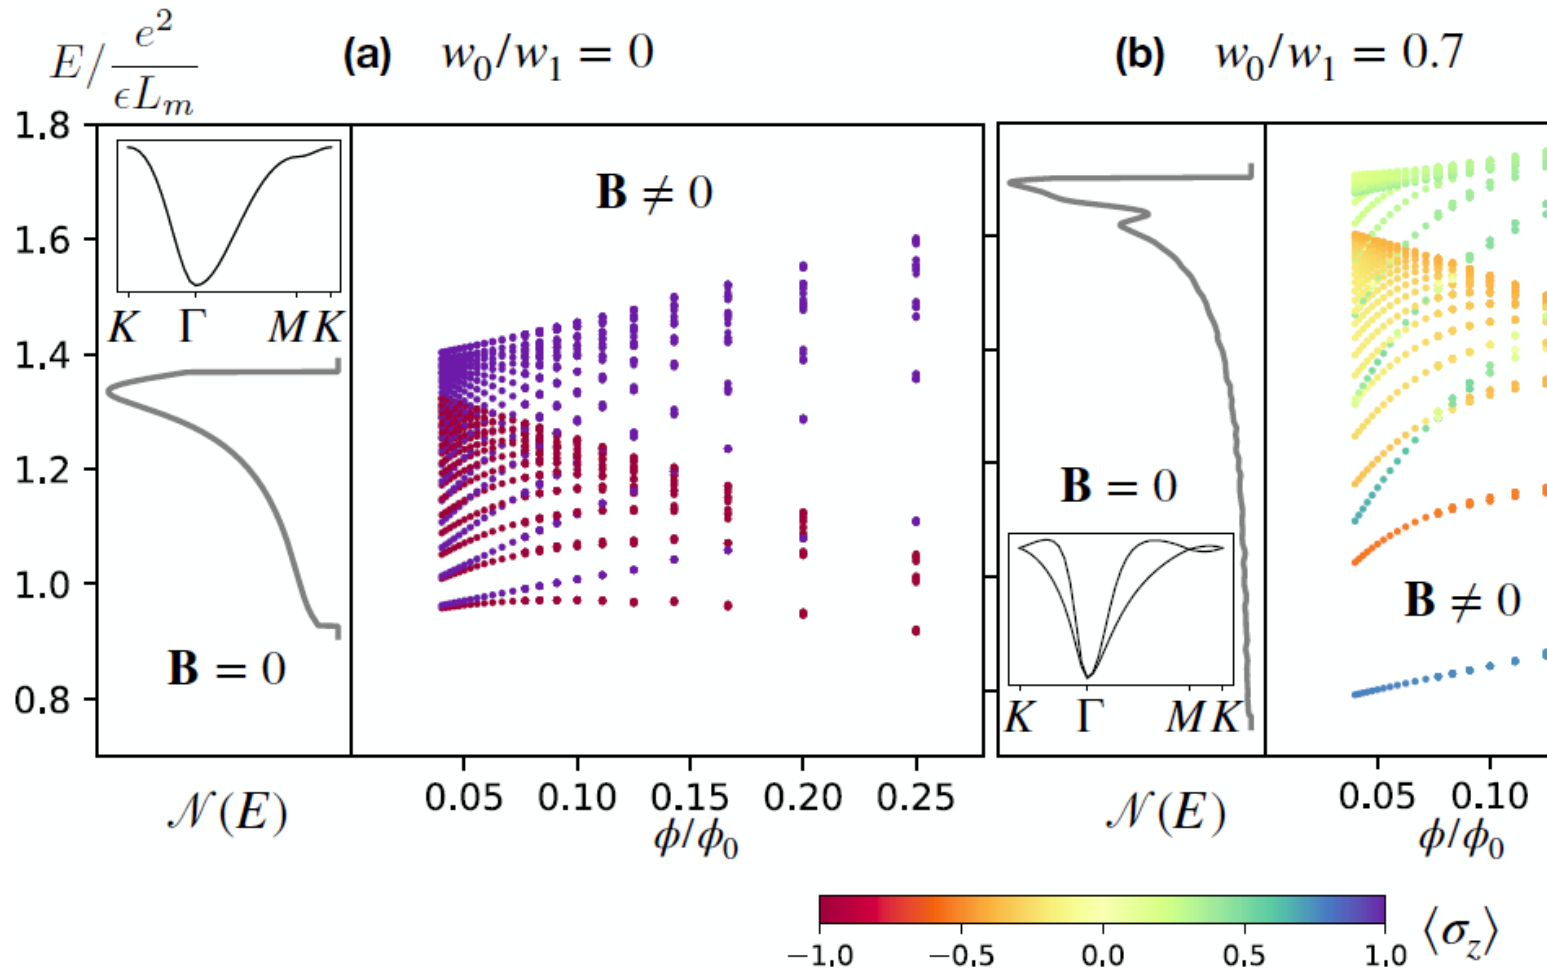 E/ e²/ϵLₘ (a) w₀/w₁ = 0 (b) w₀/w₁ = 0.7
1.8
B ≠ 0
1.6
K Γ M K
1.4
1.2
B = 0
1.0
B ≠ 0
B = 0
0.8
K Γ M K
0.05 0.10 0.15 0.20 0.25 0.05 0.10
𝒩(E) ϕ/ϕ₀ 𝒩(E) ϕ/ϕ₀
−1.0 −0.5 0.0 0.5 1.0 ⟨σ_z⟩